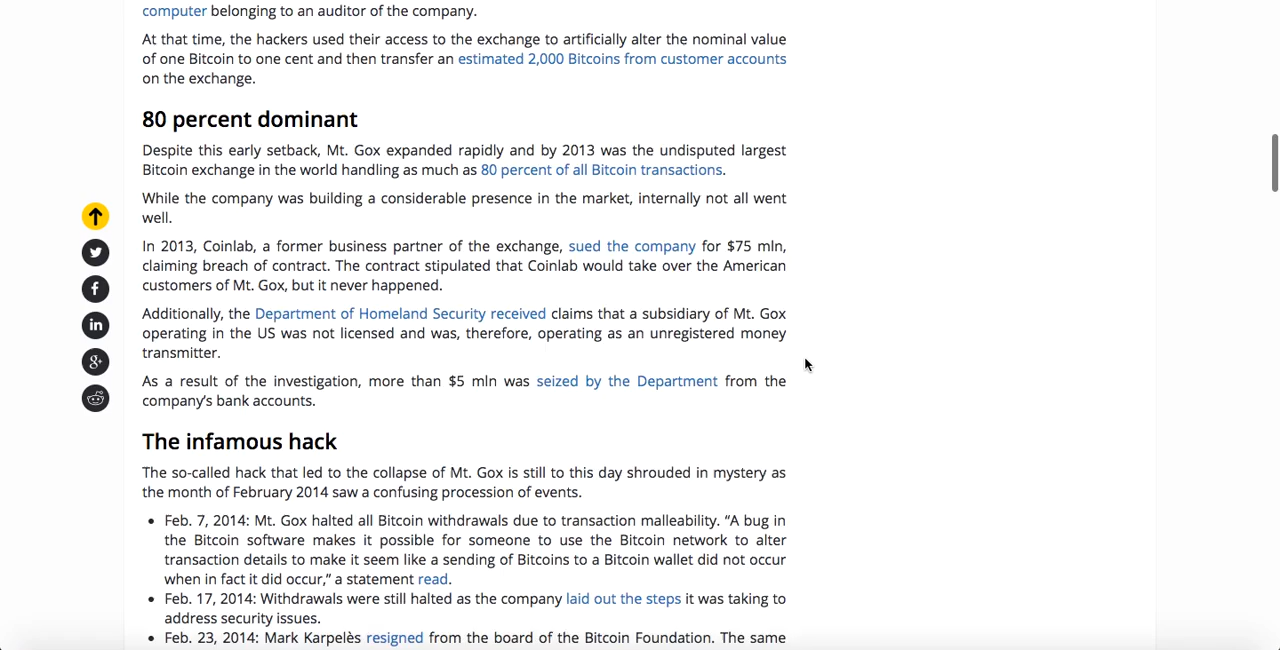 computer belonging to an auditor of the company.
At that time, the hackers used their access to the exchange to artificially alter the nominal value
of one Bitcoin to one cent and then transfer an estimated 2,000 Bitcoins from customer accounts
on the exchange.
80 percent dominant
Despite this early setback, Mt. Gox expanded rapidly and by 2013 was the undisputed largest
Bitcoin exchange in the world handling as much as 80 percent of all Bitcoin transactions.
While the company was building a considerable presence in the market, internally not all went
well.
In 2013, Coinlab, a former business partner of the exchange, sued the company for $75 mln,
claiming breach of contract. The contract stipulated that Coinlab would take over the American
customers of Mt. Gox, but it never happened.
Additionally, the Department of Homeland Security received claims that a subsidiary of Mt. Gox
operating in the US was not licensed and was, therefore, operating as an unregistered money
transmitter.
As a result of the investigation, more than $5 mln was seized by the Department from the
company’s bank accounts.
The infamous hack
The so-called hack that led to the collapse of Mt. Gox is still to this day shrouded in mystery as
the month of February 2014 saw a confusing procession of events.
• Feb. 7, 2014: Mt. Gox halted all Bitcoin withdrawals due to transaction malleability. “A bug in
the Bitcoin software makes it possible for someone to use the Bitcoin network to alter
transaction details to make it seem like a sending of Bitcoins to a Bitcoin wallet did not occur
when in fact it did occur,” a statement read.
• Feb. 17, 2014: Withdrawals were still halted as the company laid out the steps it was taking to
address security issues.
• Feb. 23, 2014: Mark Karpelès resigned from the board of the Bitcoin Foundation. The same